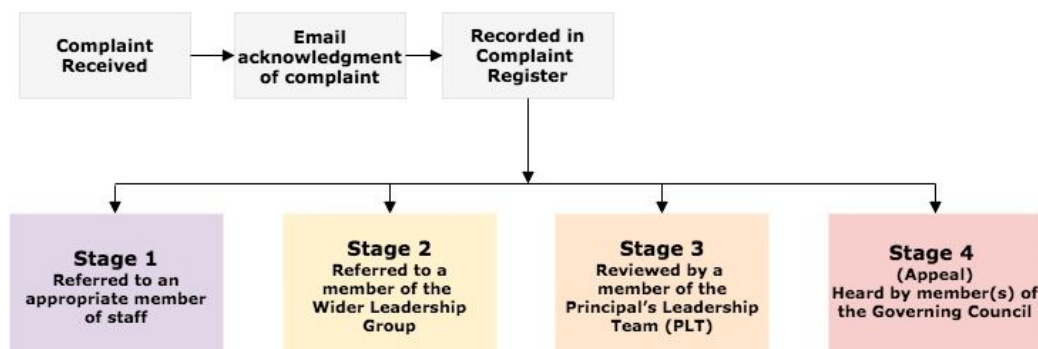 Complaint
Received
Email
acknowledgment
of complaint
Recorded in
Complaint
Register
Stage 1
Referred to an
appropriate member
of staff
Stage 2
Referred to a
member of the
Wider Leadership
Group
Stage 3
Reviewed by a
member of the
Principal's Leadership
Team (PLT)
Stage 4
(Appeal)
Heard by member(s) of
the Governing Council